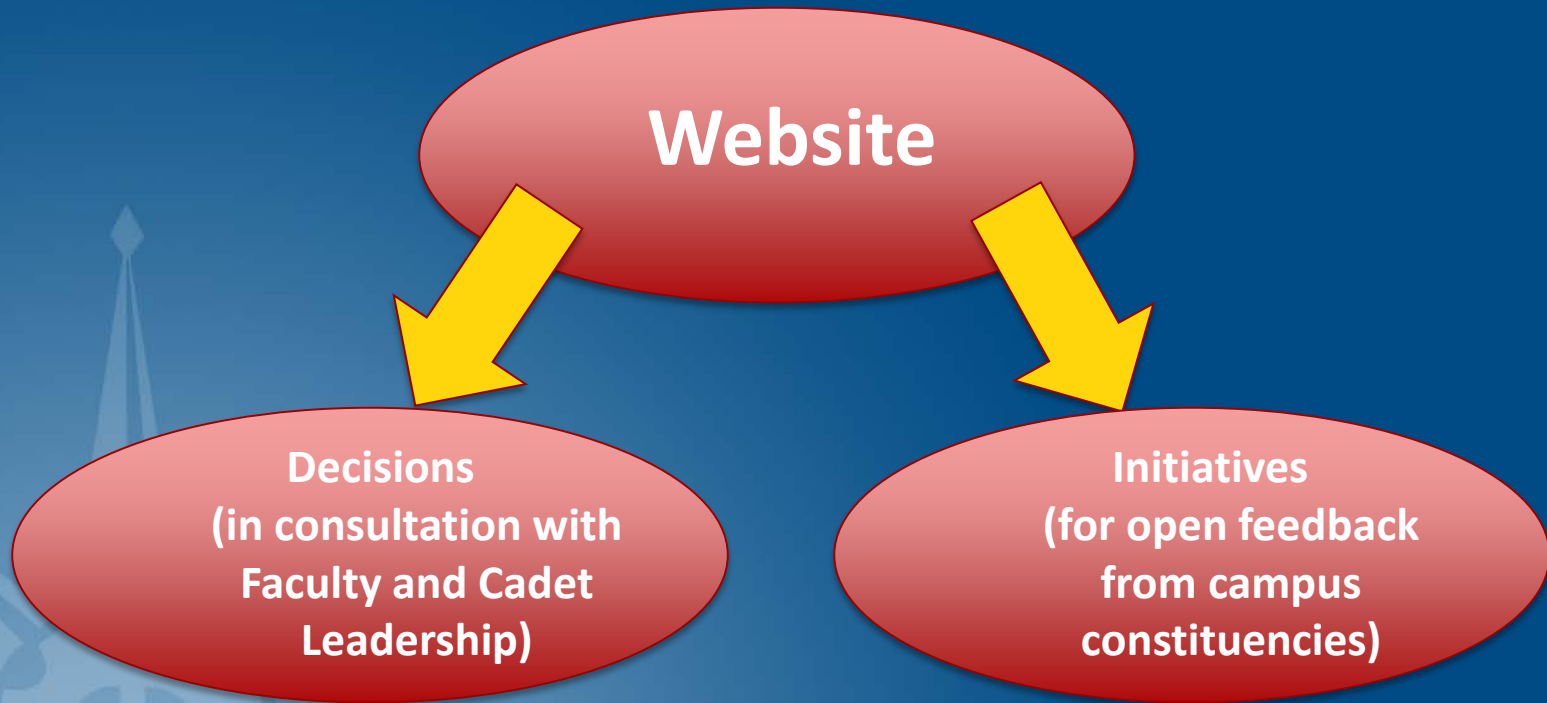 Website
Decisions
(in consultation with
Faculty and Cadet
Leadership)
Initiatives
(for open feedback
from campus
constituencies)